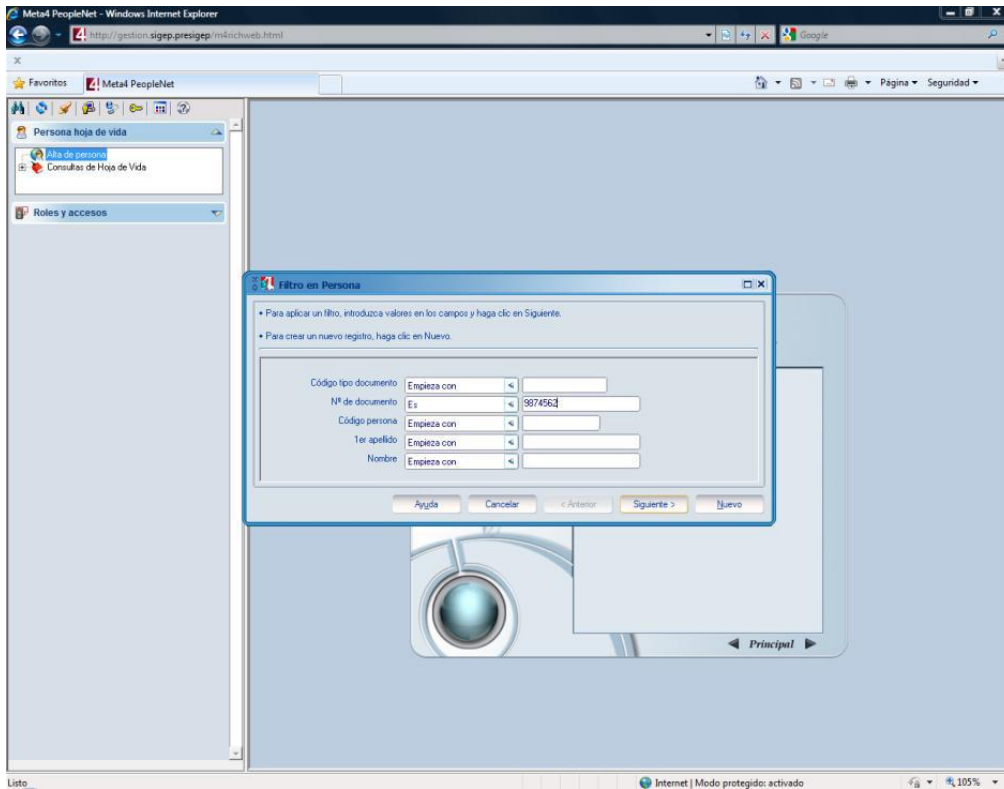 Meta4 PeopleNet - Windows Internet Explorer
http://gestion.sigep.presigep/m4richweb.html
Google
x
Favoritos
Meta4 PeopleNet
Página
Seguridad
Persona hoja de vida
Alta de persona
Consultas de Hoja de Vida
Roles y accesos
Filtro en Persona
• Para aplicar un filtro, introduzca valores en los campos y haga clic en Siguiente.
• Para crear un nuevo registro, haga clic en Nuevo.
Código tipo documento Empieza con
Nº de documento Es 9874562
Código persona Empieza con
1er apellido Empieza con
Nombre Empieza con
Ayuda Cancelar < Anterior Siguiente > Nuevo
Principal
Listo
Internet | Modo protegido: activado
105%